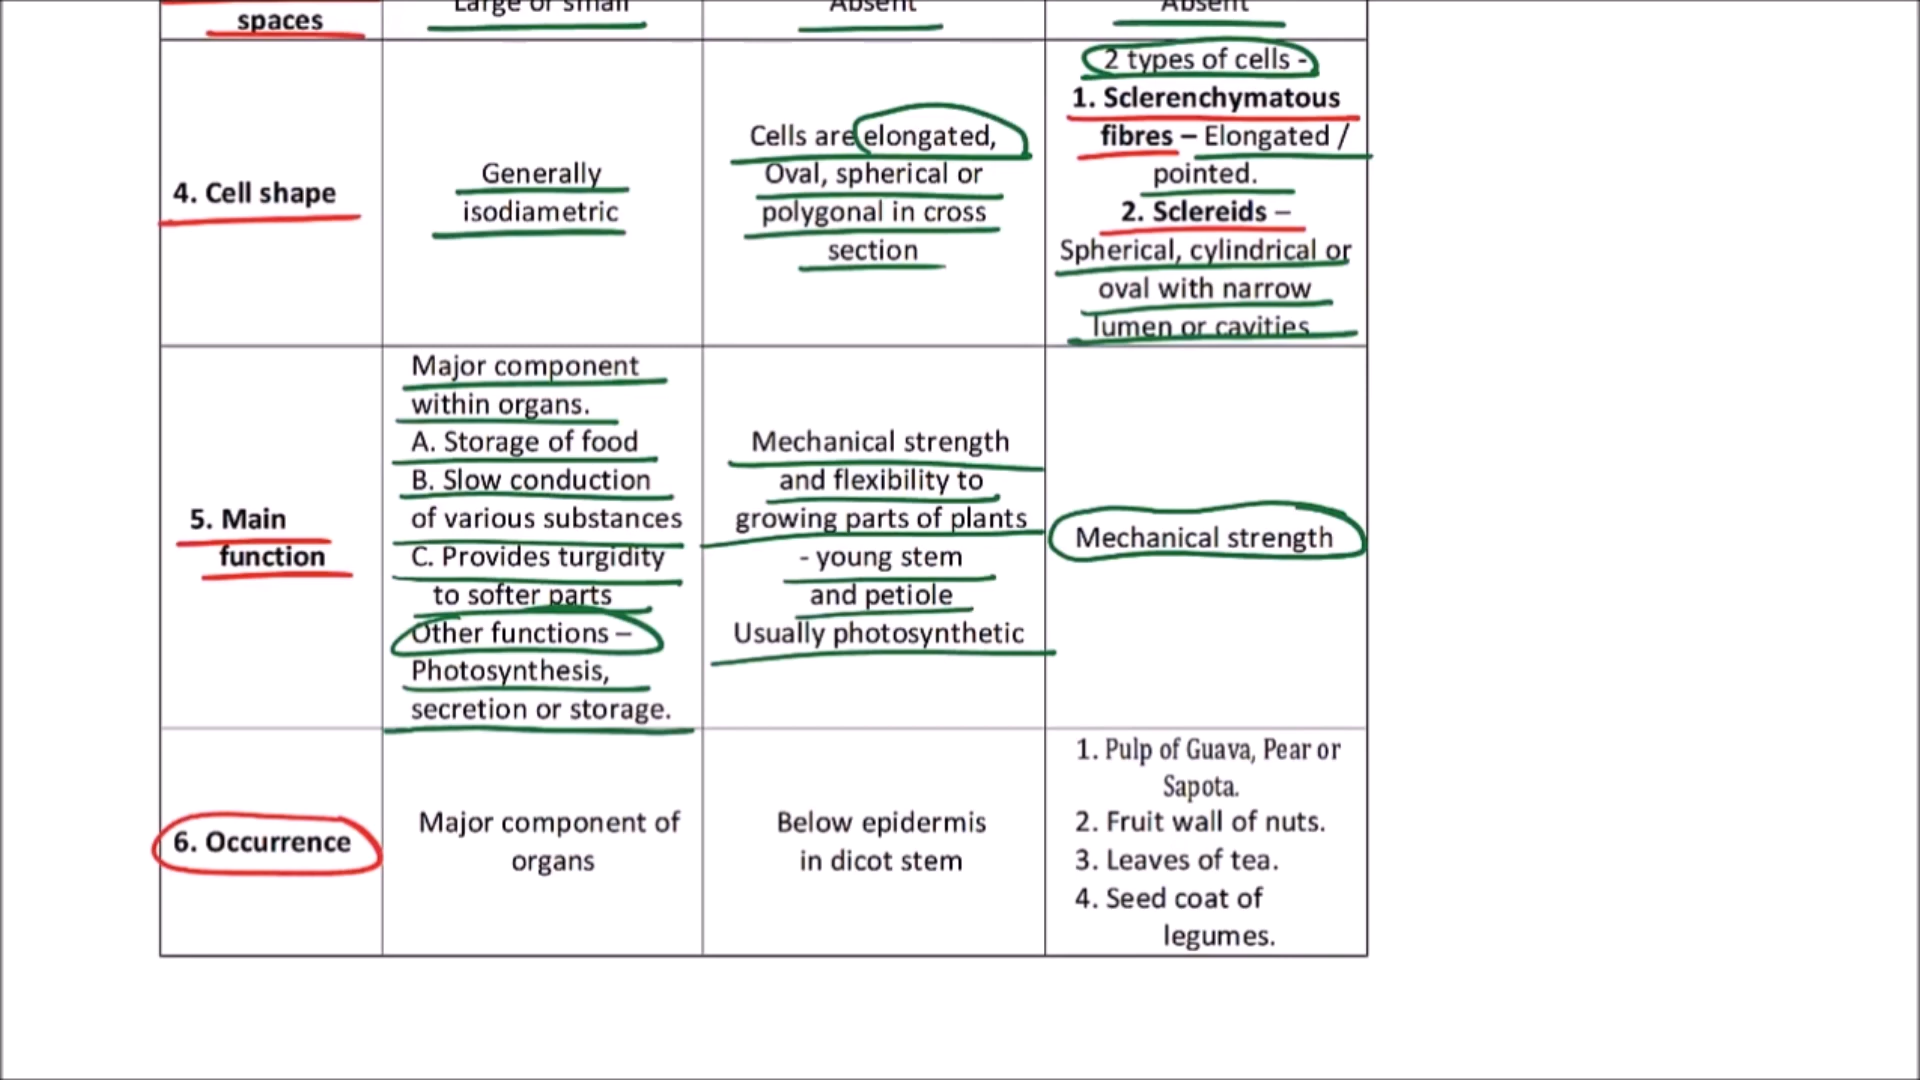 spaces
Large or small
Absent
Absent
4. Cell shape
Generally
isodiametric
Cells are elongated,
Oval, spherical or
polygonal in cross
section
2 types of cells -
1. Sclerenchymatous
fibres – Elongated /
pointed.
2. Sclereids –
Spherical, cylindrical or
oval with narrow
lumen or cavities
5. Main
function
Major component
within organs.
A. Storage of food
B. Slow conduction
of various substances
C. Provides turgidity
to softer parts
Other functions –
Photosynthesis,
secretion or storage.
Mechanical strength
and flexibility to
growing parts of plants
- young stem
and petiole
Usually photosynthetic
Mechanical strength
6. Occurrence
Major component of
organs
Below epidermis
in dicot stem
1. Pulp of Guava, Pear or
Sapota.
2. Fruit wall of nuts.
3. Leaves of tea.
4. Seed coat of
legumes.